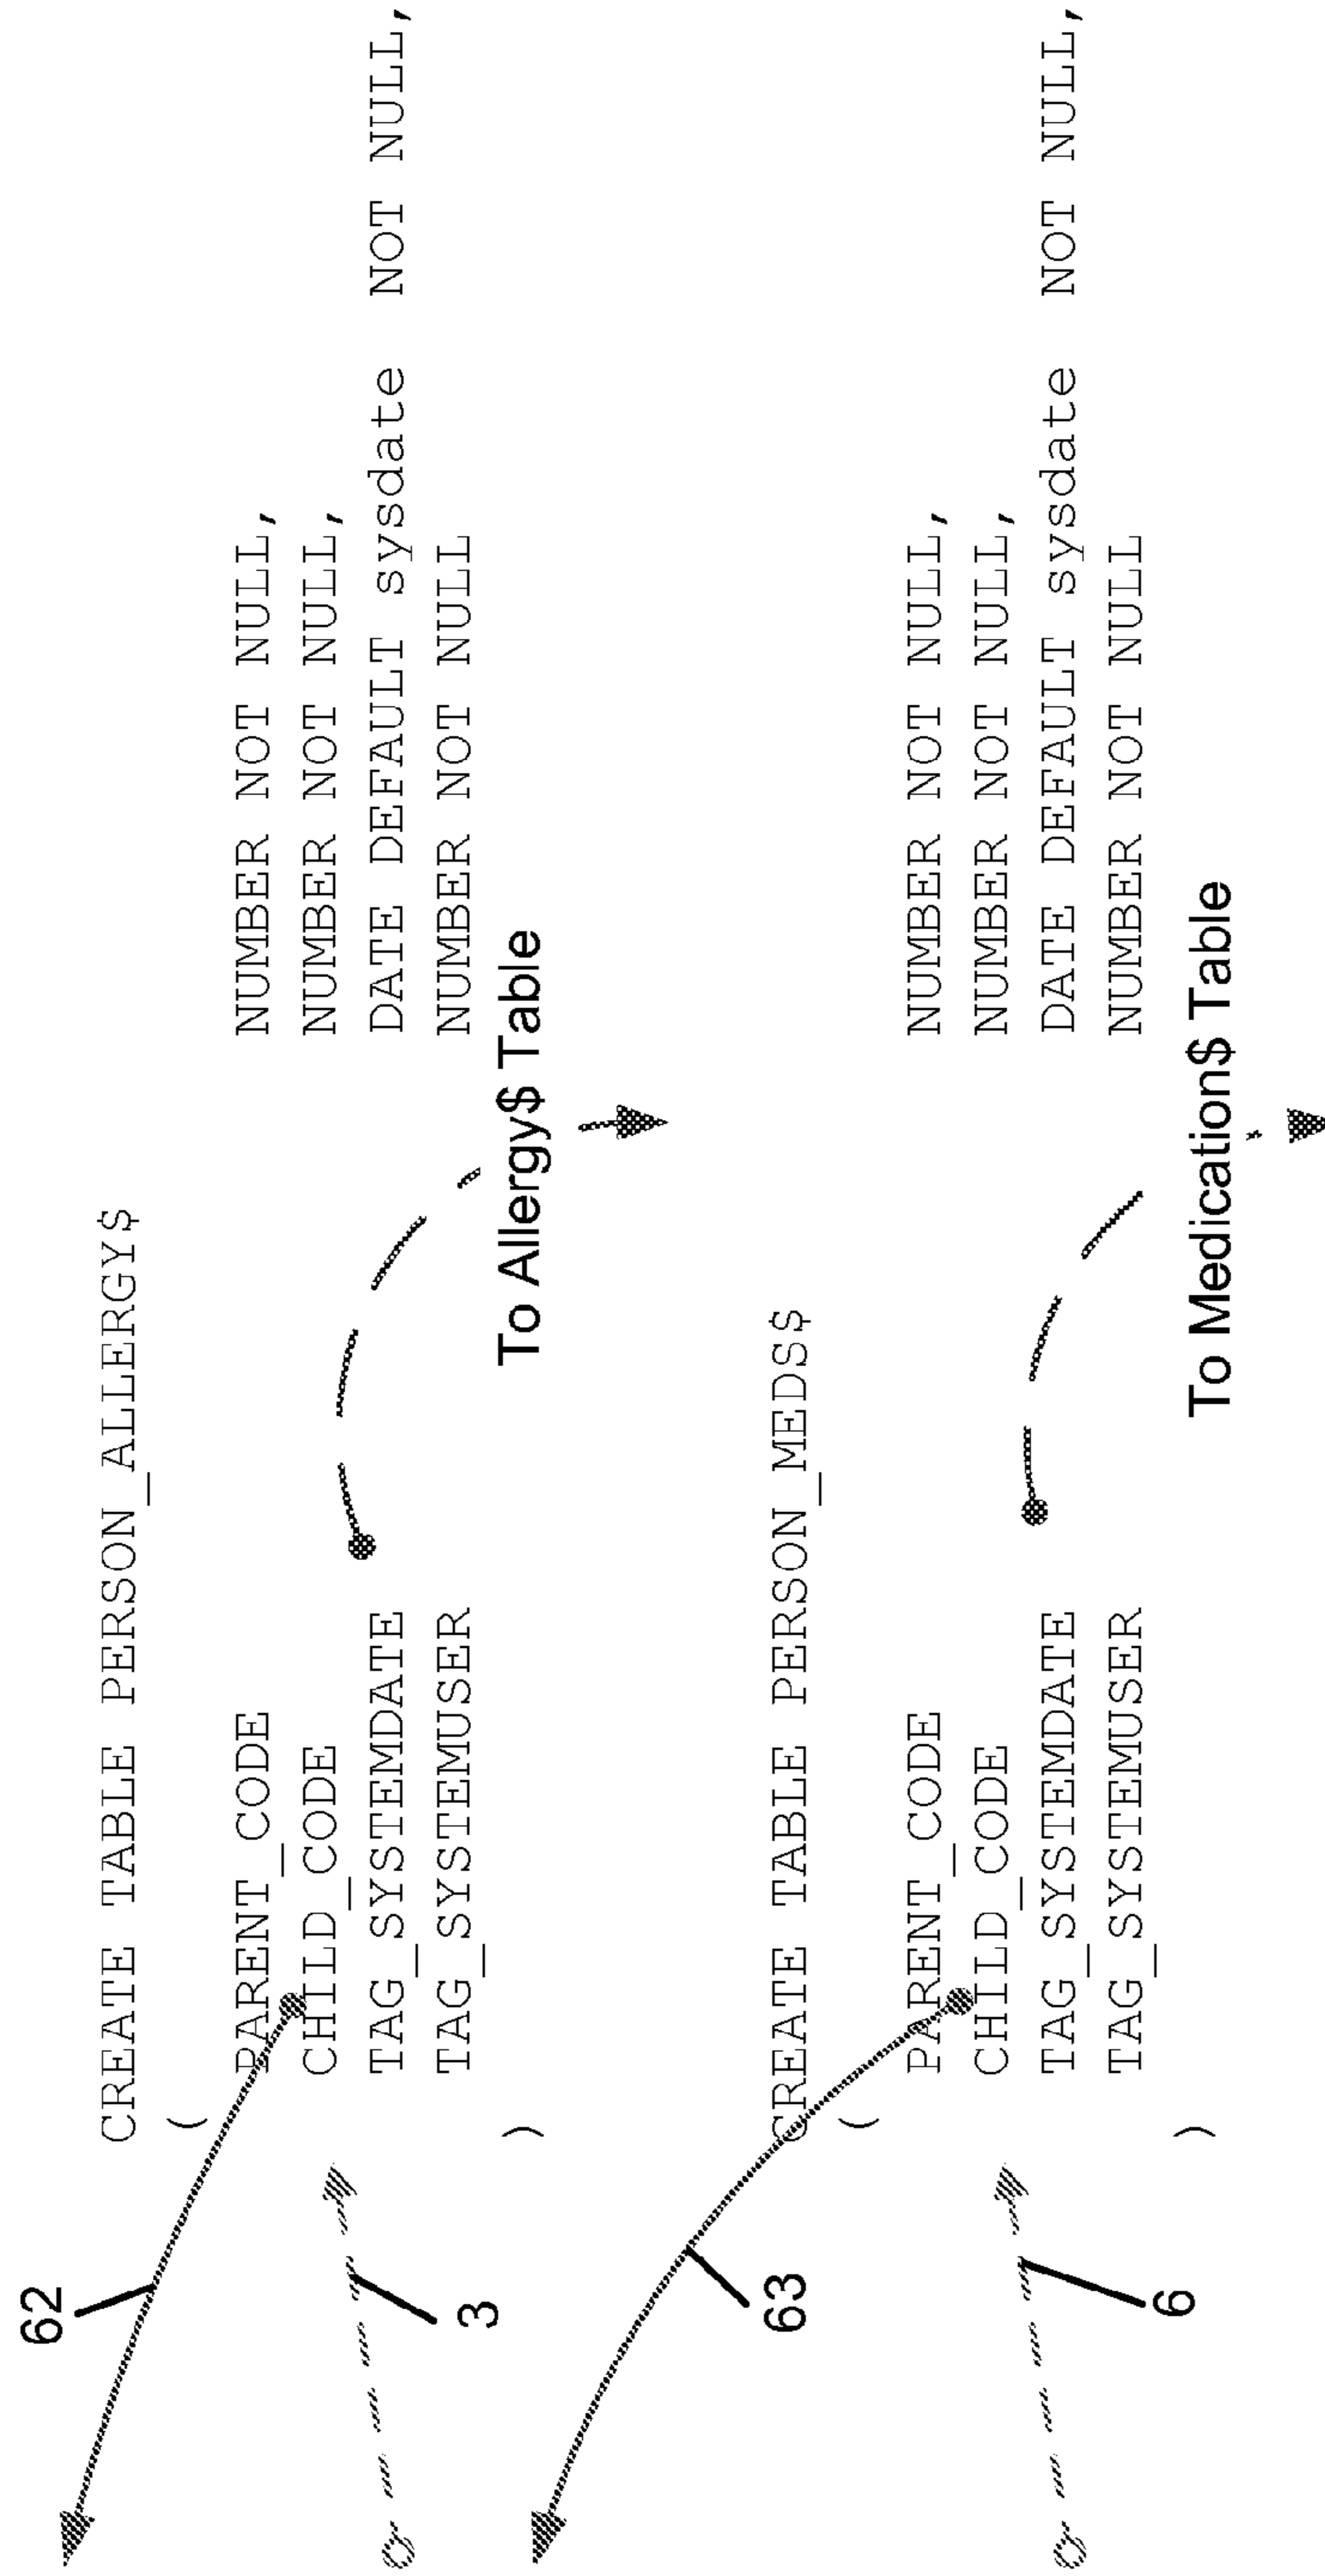 62
CREATE TABLE PERSON_ALLERGY$
(
PARENT_CODE NUMBER NOT NULL,
CHILD_CODE NUMBER NOT NULL,
TAG_SYSTEMDATE DATE DEFAULT sysdate NOT NULL,
TAG_SYSTEMUSER NUMBER NOT NULL
3
)
To Allergy$ Table
CREATE TABLE PERSON_MEDS$
63
(
PARENT_CODE NUMBER NOT NULL,
CHILD_CODE NUMBER NOT NULL,
TAG_SYSTEMDATE DATE DEFAULT sysdate NOT NULL,
TAG_SYSTEMUSER NUMBER NOT NULL
6
)
To Medication$ Table